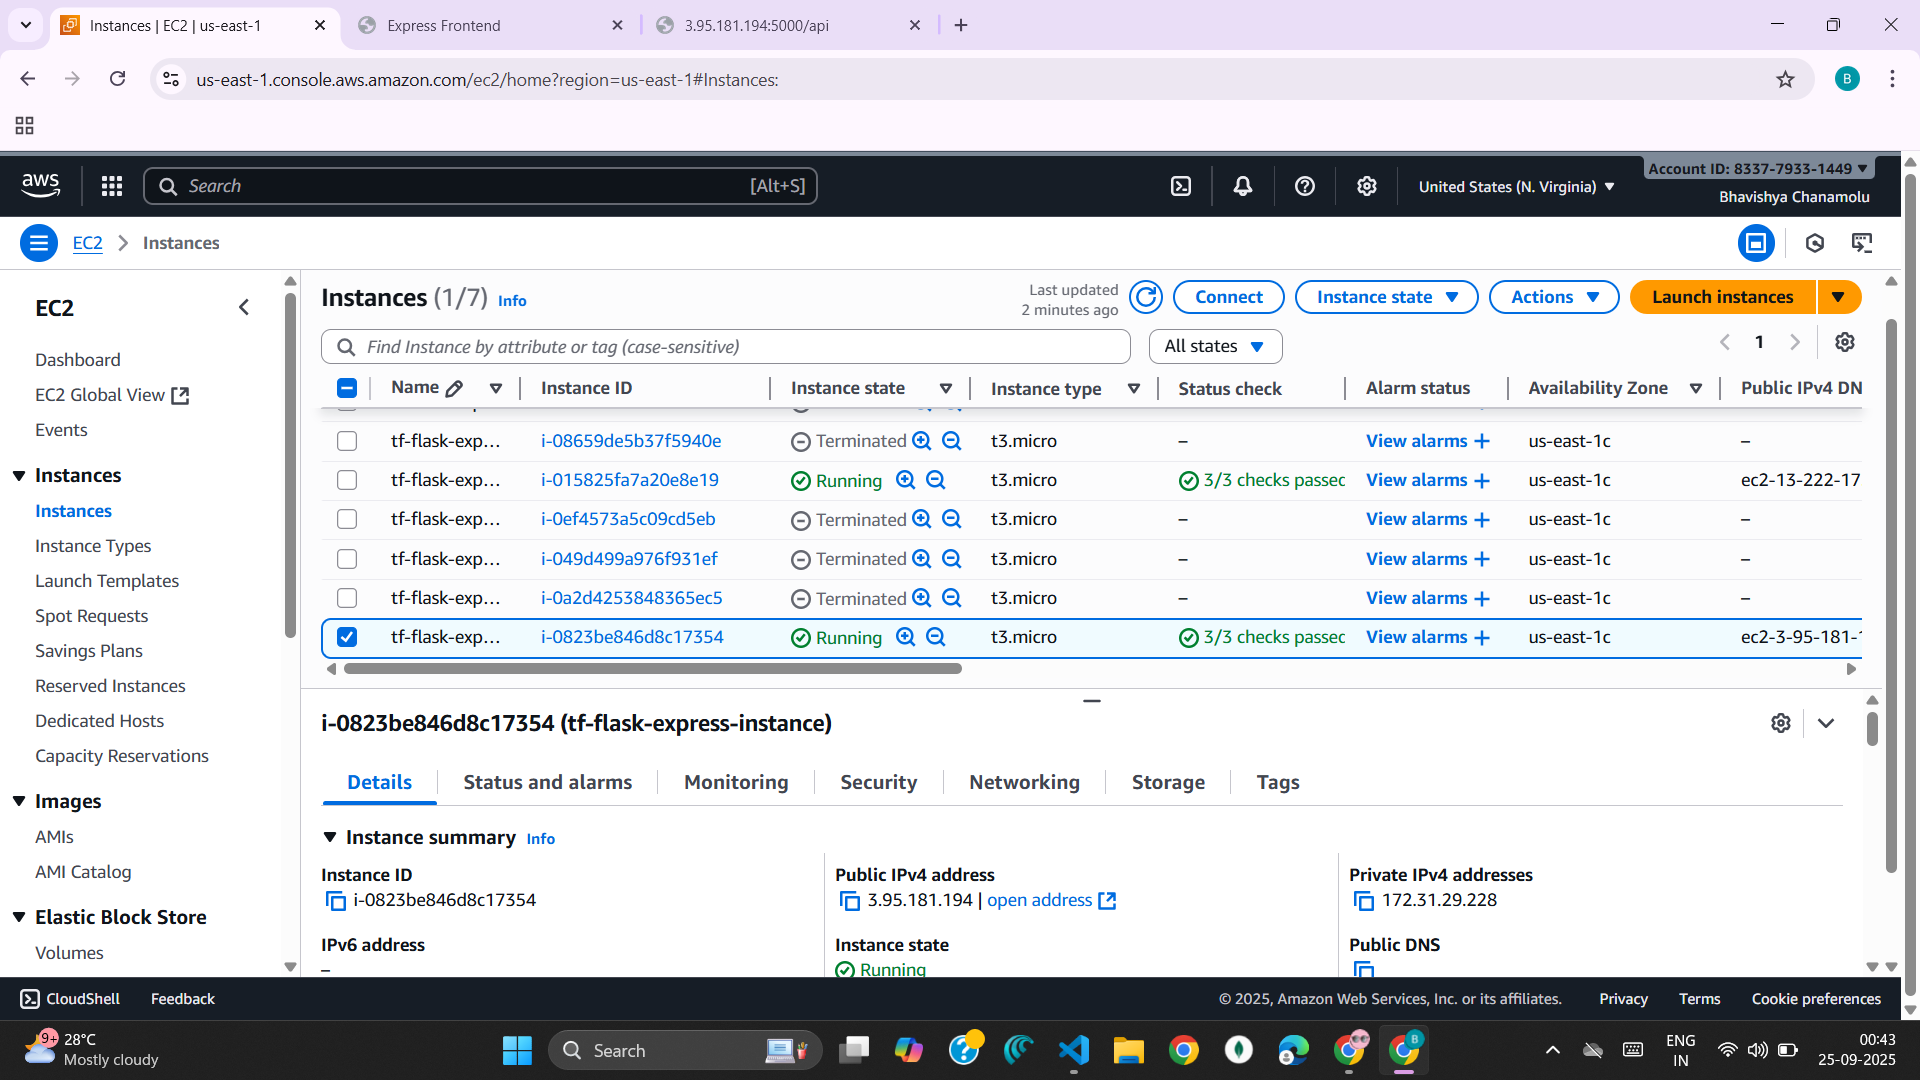 Instances | EC2 | us-east-1
Express Frontend
3.95.181.194:5000/api
us-east-1.console.aws.amazon.com/ec2/home?region=us-east-1#Instances:
B
aws
Search
[Alt+S]
United States (N. Virginia)
Account ID: 8337-7933-1449
Bhavishya Chanamolu
EC2
Instances
EC2
Dashboard
EC2 Global View
Events
Instances
Instances
Instance Types
Launch Templates
Spot Requests
Savings Plans
Reserved Instances
Dedicated Hosts
Capacity Reservations
Images
AMIs
AMI Catalog
Elastic Block Store
Volumes
Instances (1/7) Info
Last updated
2 minutes ago
Connect
Instance state
Actions
Launch instances
Find Instance by attribute or tag (case-sensitive)
All states
1
Name Instance ID Instance state Instance type Status check Alarm status Availability Zone Public IPv4 DN
tf-flask-exp... i-08659de5b37f5940e Terminated t3.micro – View alarms + us-east-1c –
tf-flask-exp... i-015825fa7a20e8e19 Running t3.micro 3/3 checks passec View alarms + us-east-1c ec2-13-222-17
tf-flask-exp... i-0ef4573a5c09cd5eb Terminated t3.micro – View alarms + us-east-1c –
tf-flask-exp... i-049d499a976f931ef Terminated t3.micro – View alarms + us-east-1c –
tf-flask-exp... i-0a2d4253848365ec5 Terminated t3.micro – View alarms + us-east-1c –
tf-flask-exp... i-0823be846d8c17354 Running t3.micro 3/3 checks passec View alarms + us-east-1c ec2-3-95-181-1
i-0823be846d8c17354 (tf-flask-express-instance)
Details
Status and alarms
Monitoring
Security
Networking
Storage
Tags
Instance summary Info
Instance ID
i-0823be846d8c17354
Public IPv4 address
3.95.181.194 | open address
Private IPv4 addresses
172.31.29.228
IPv6 address
–
Instance state
Running
Public DNS
CloudShell
Feedback
© 2025, Amazon Web Services, Inc. or its affiliates.
Privacy
Terms
Cookie preferences
9+
28°C
Mostly cloudy
Search
B
ENG
IN
00:43
25-09-2025